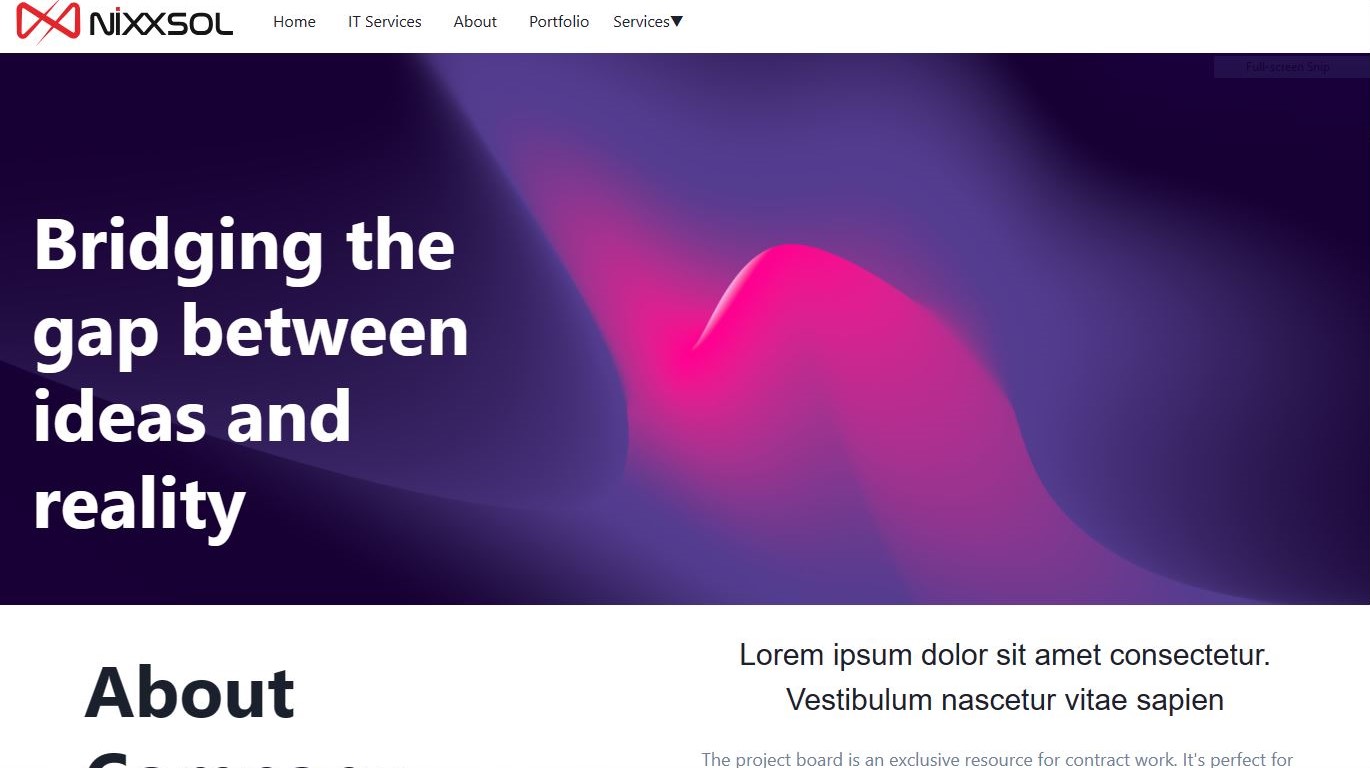 NiXXSOL
Home IT Services About Portfolio Services▼
Full-screen Snip
Bridging the
gap between
ideas and
reality
About
Company
Lorem ipsum dolor sit amet consectetur.
Vestibulum nascetur vitae sapien
The project board is an exclusive resource for contract work. It's perfect for